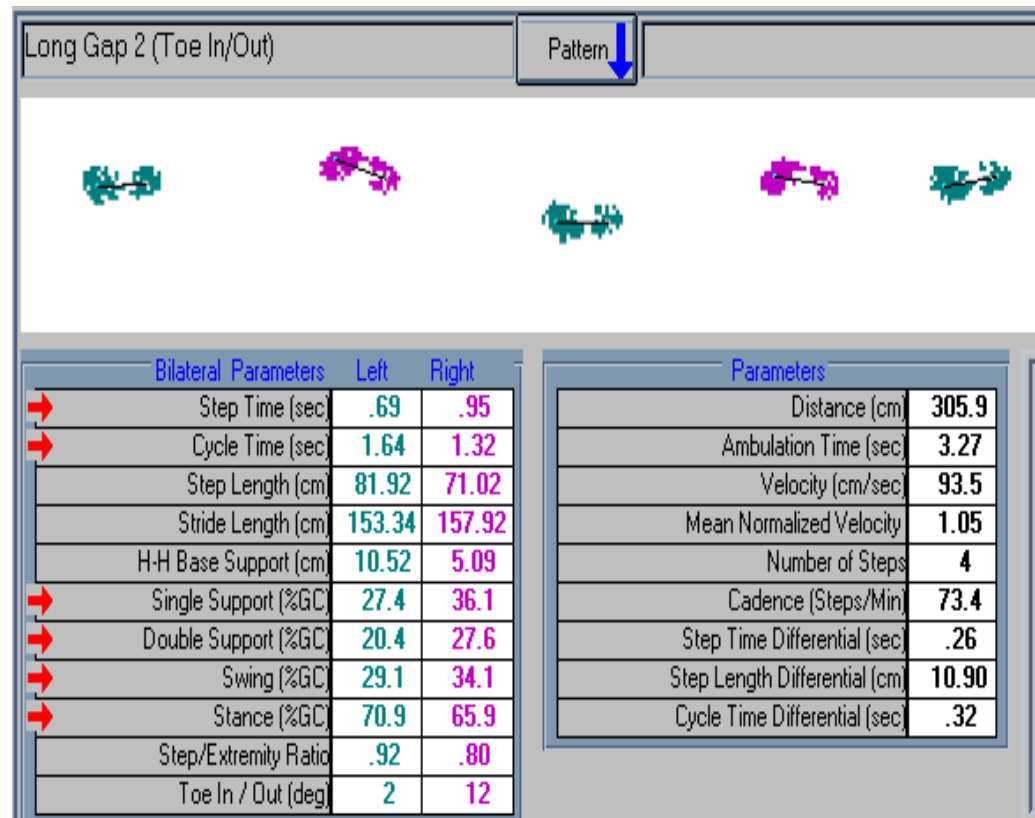 Long Gap 2 (Toe In/Out) Pattern
Bilateral Parameters Left Right
Step Time (sec) .69 .95
Cycle Time (sec) 1.64 1.32
Step Length (cm) 81.92 71.02
Stride Length (cm) 153.34 157.92
H-H Base Support (cm) 10.52 5.09
Single Support (%GC) 27.4 36.1
Double Support (%GC) 20.4 27.6
Swing (%GC) 29.1 34.1
Stance (%GC) 70.9 65.9
Step/Extremity Ratio .92 .80
Toe In / Out (deg) 2 12
Parameters
Distance (cm) 305.9
Ambulation Time (sec) 3.27
Velocity (cm/sec) 93.5
Mean Normalized Velocity 1.05
Number of Steps 4
Cadence (Steps/Min) 73.4
Step Time Differential (sec) .26
Step Length Differential (cm) 10.90
Cycle Time Differential (sec) .32